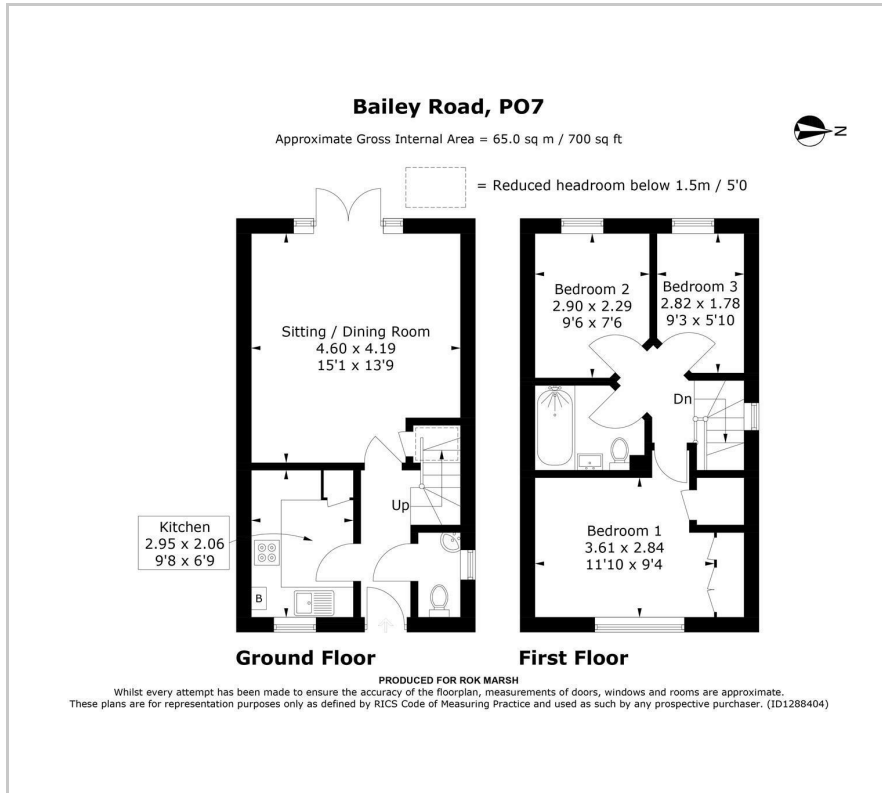 Bailey Road, PO7
Approximate Gross Internal Area = 65.0 sq m / 700 sq ft
N
= Reduced headroom below 1.5m / 5'0
Sitting / Dining Room
4.60 x 4.19
15'1 x 13'9
Up
Kitchen
2.95 x 2.06
9'8 x 6'9
B
Bedroom 2
2.90 x 2.29
9'6 x 7'6
Bedroom 3
2.82 x 1.78
9'3 x 5'10
Dn
Bedroom 1
3.61 x 2.84
11'10 x 9'4
Ground Floor
First Floor
PRODUCED FOR ROK MARSH
Whilst every attempt has been made to ensure the accuracy of the floorplan, measurements of doors, windows and rooms are approximate.
These plans are for representation purposes only as defined by RICS Code of Measuring Practice and used as such by any prospective purchaser. (ID1288404)